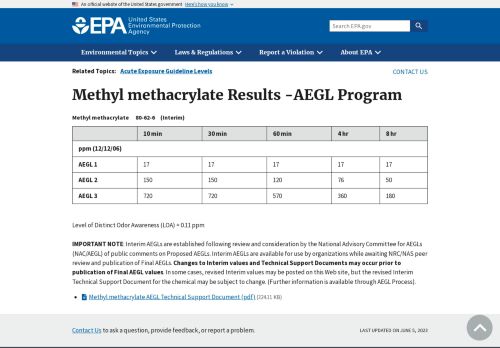 An official website of the United States government Here's how you know
EPA United States Environmental Protection Agency
Search EPA.gov
Environmental Topics Laws & Regulations Report a Violation About EPA
Related Topics: Acute Exposure Guideline Levels
CONTACT US
Methyl methacrylate Results –AEGL Program
Methyl methacrylate 80-62-6 (Interim)
10 min 30 min 60 min 4 hr 8 hr
ppm (12/12/06)
AEGL 1 17 17 17 17 17
AEGL 2 150 150 120 76 50
AEGL 3 720 720 570 360 180
Level of Distinct Odor Awareness (LOA) = 0.11 ppm
IMPORTANT NOTE: Interim AEGLs are established following review and consideration by the National Advisory Committee for AEGLs
(NAC/AEGL) of public comments on Proposed AEGLs. Interim AEGLs are available for use by organizations while awaiting NRC/NAS peer
review and publication of Final AEGLs. Changes to Interim values and Technical Support Documents may occur prior to
publication of Final AEGL values. In some cases, revised Interim values may be posted on this Web site, but the revised Interim
Technical Support Document for the chemical may be subject to change. (Further information is available through AEGL Process).
Methyl methacrylate AEGL Technical Support Document (pdf) (224.11 KB)
Contact Us to ask a question, provide feedback, or report a problem.
LAST UPDATED ON JUNE 5, 2023